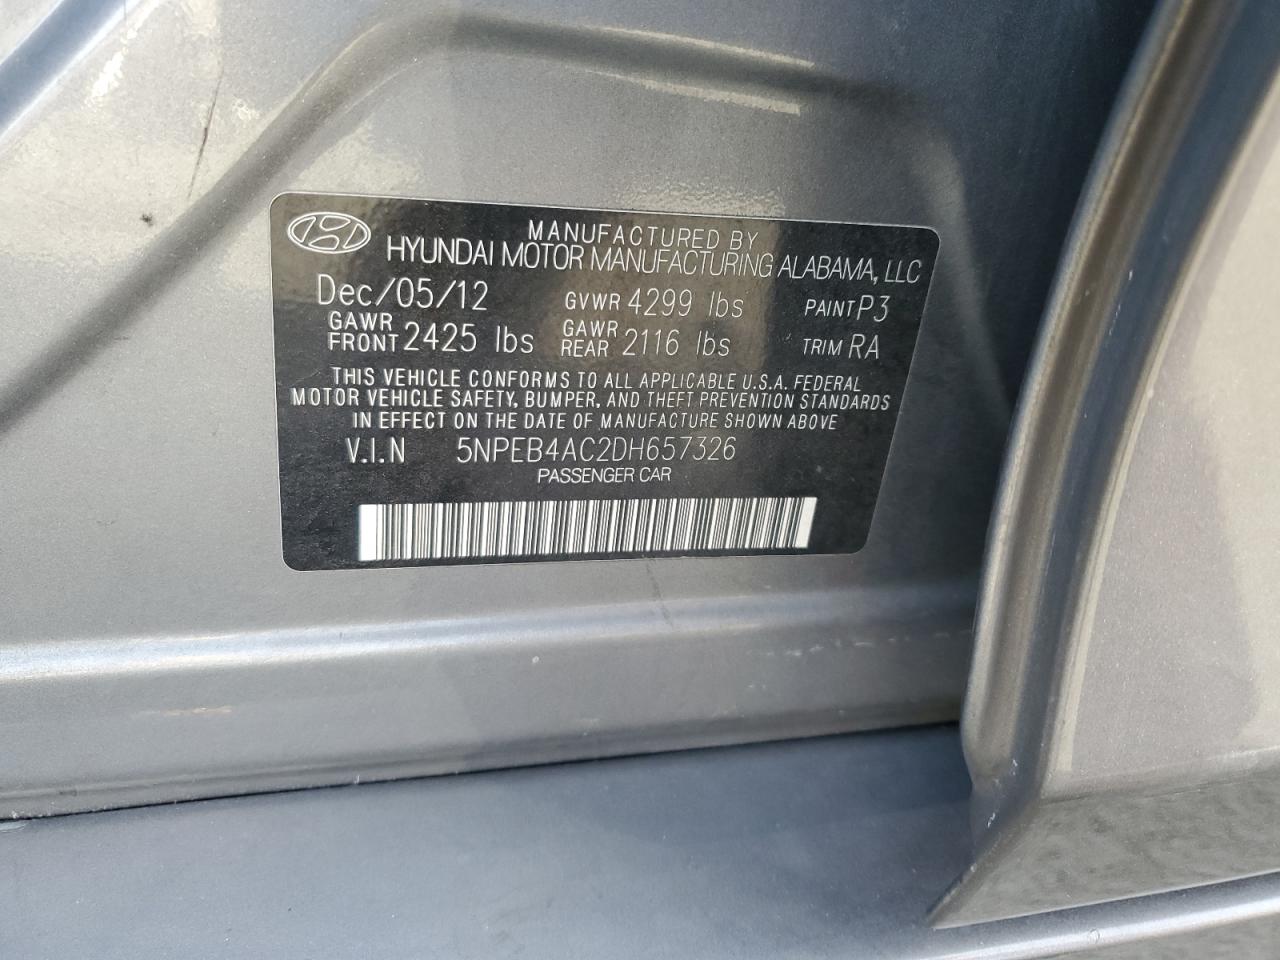 MANUFACTURED BY
HYUNDAI MOTOR MANUFACTURING ALABAMA, LLC
Dec/05/12 GVWR 4299 lbs PAINT P3
GAWR FRONT 2425 lbs GAWR REAR 2116 lbs TRIM RA
THIS VEHICLE CONFORMS TO ALL APPLICABLE U.S.A. FEDERAL
MOTOR VEHICLE SAFETY, BUMPER, AND THEFT PREVENTION STANDARDS
IN EFFECT ON THE DATE OF MANUFACTURE SHOWN ABOVE
V.I.N 5NPEB4AC2DH657326
PASSENGER CAR